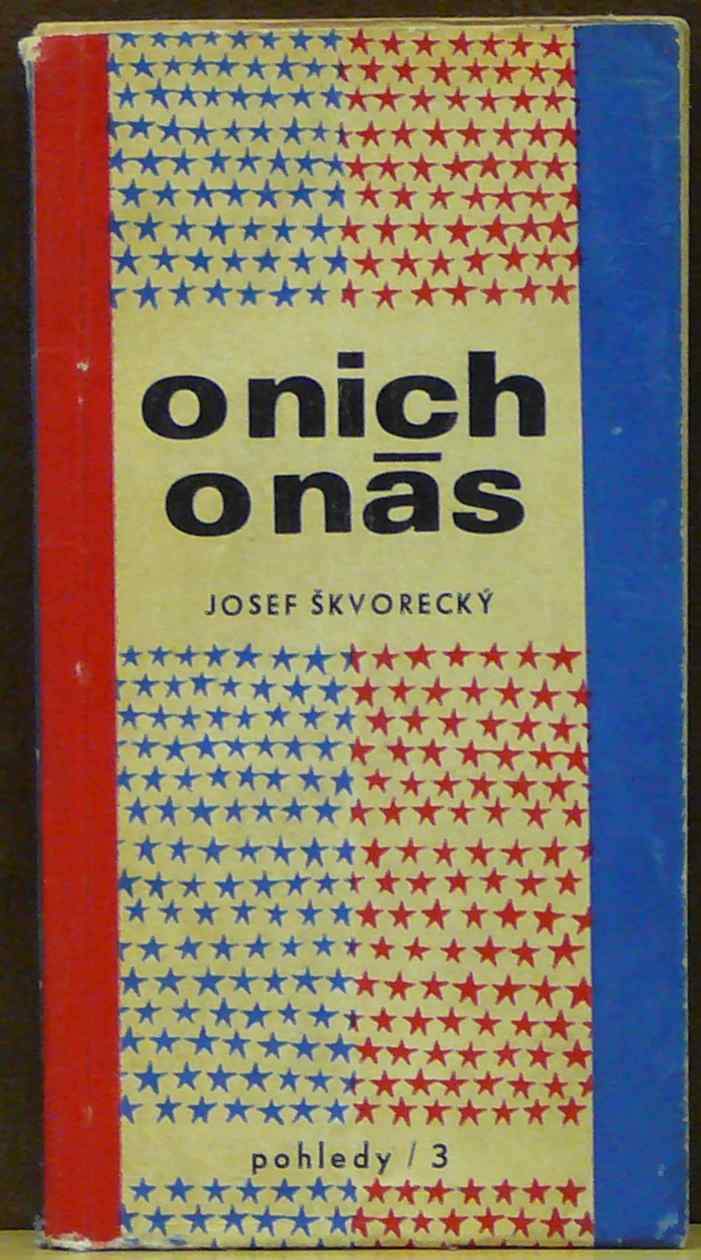 o nich
o nás
JOSEF ŠKVORECKÝ
pohledy / 3